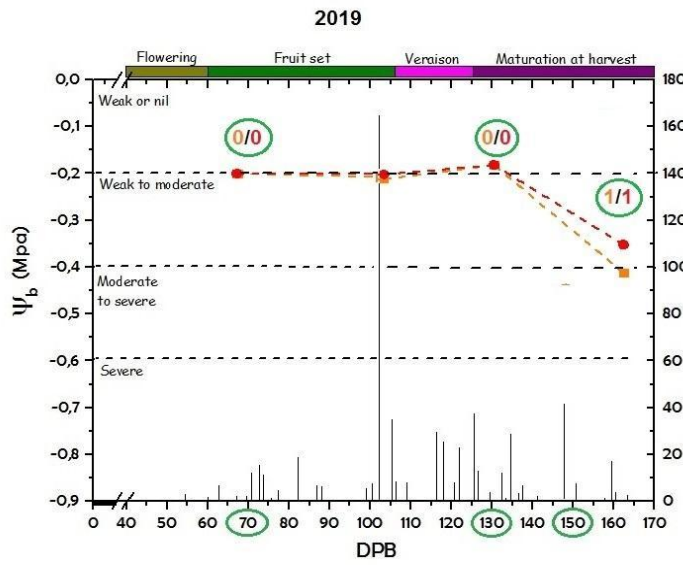 2019
Flowering Fruit set Veraison Maturation at harvest
0,0 180
Weak or nil
-0,1 160
0/0 0/0
-0,2 140
Weak to moderate
1/1
-0,3 120
-0,4 100
Moderate
to severe
-0,5 80
-0,6 60
Severe
-0,7 40
-0,8 20
-0,9 0
0 40 50 60 70 80 90 100 110 120 130 140 150 160 170
DPB
Ψb (Mpa)